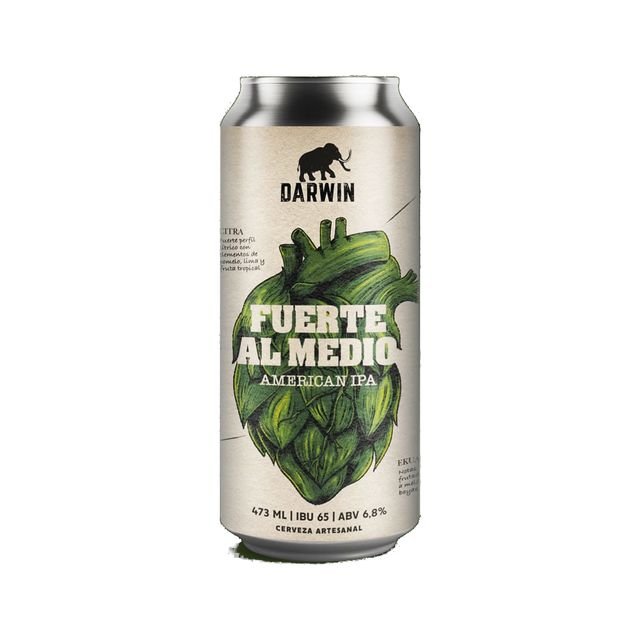 DARWIN
CITRA
Fuerte perfil
cítrico con
elementos de
pomelo, lima y
fruta tropical
FUERTE
AL MEDIO
AMERICAN IPA
Notas
a
473 ML | IBU 65 | ABV 6,8%
CERVEZA ARTESANAL